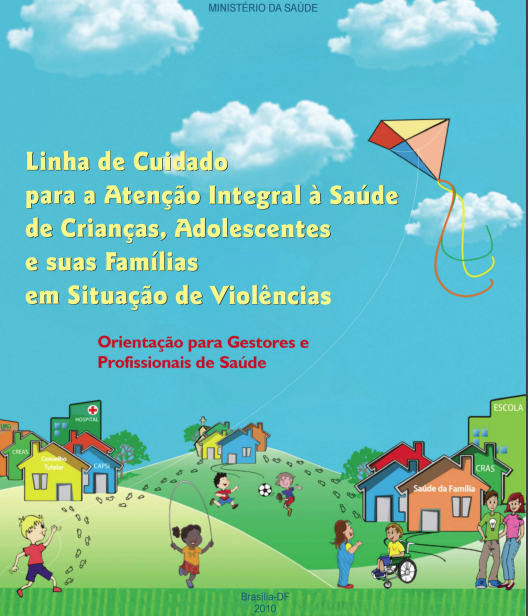 MINISTÉRIO DA SAÚDE
Linha de Cuidado
para a Atenção Integral à Saúde
de Crianças, Adolescentes
e suas Famílias
em Situação de Violências
Orientação para Gestores e
Profissionais de Saúde
HOSPITAL
ESCOLA
CREAS
Conselho
Tutelar
CAPSi
CRAS
Saúde da Família
Brasília-DF
2010